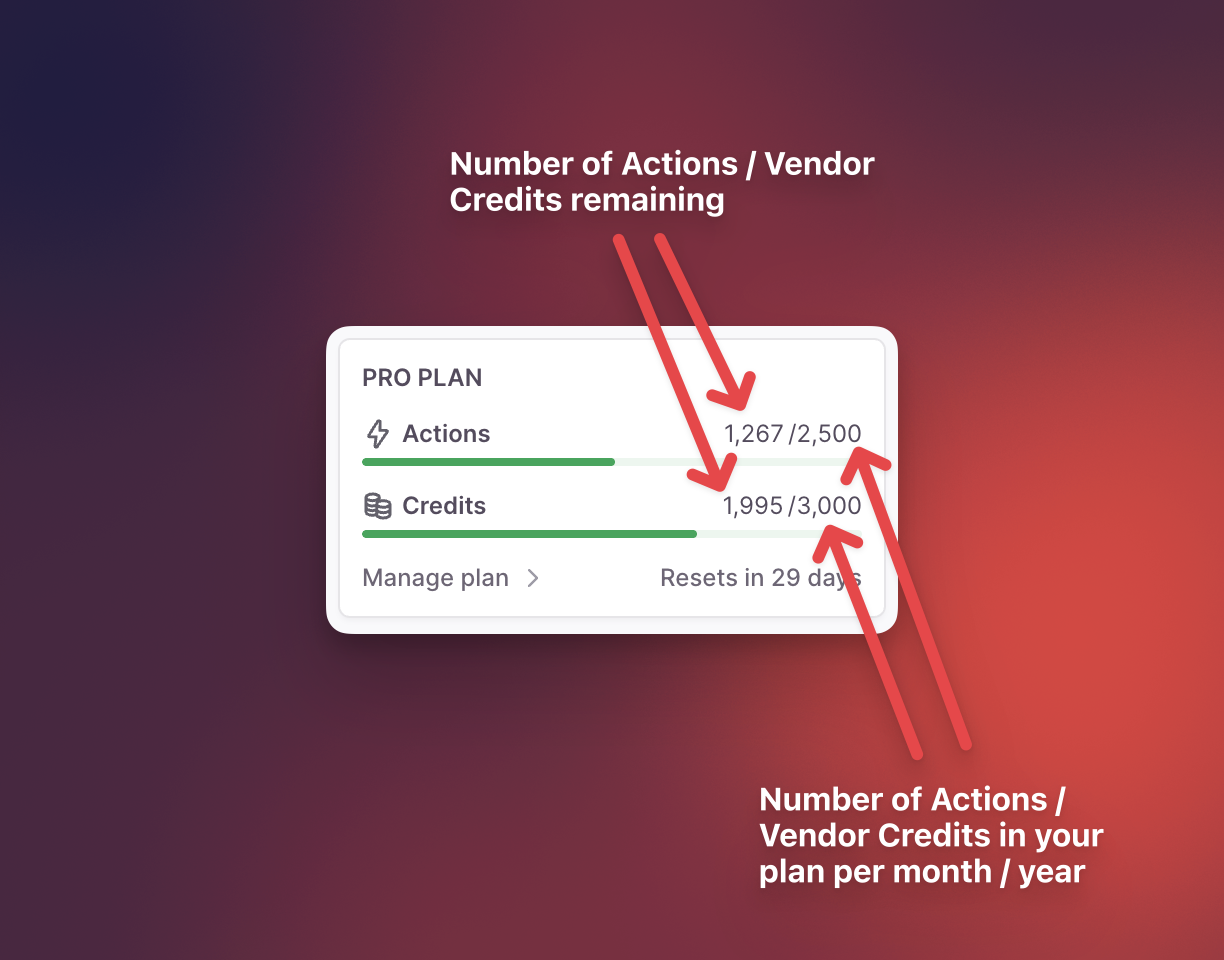 Number of Actions / Vendor
Credits remaining
PRO PLAN
Actions 1,267/2,500
Credits 1,995/3,000
Manage plan Resets in 29 days
Number of Actions /
Vendor Credits in your
plan per month / year